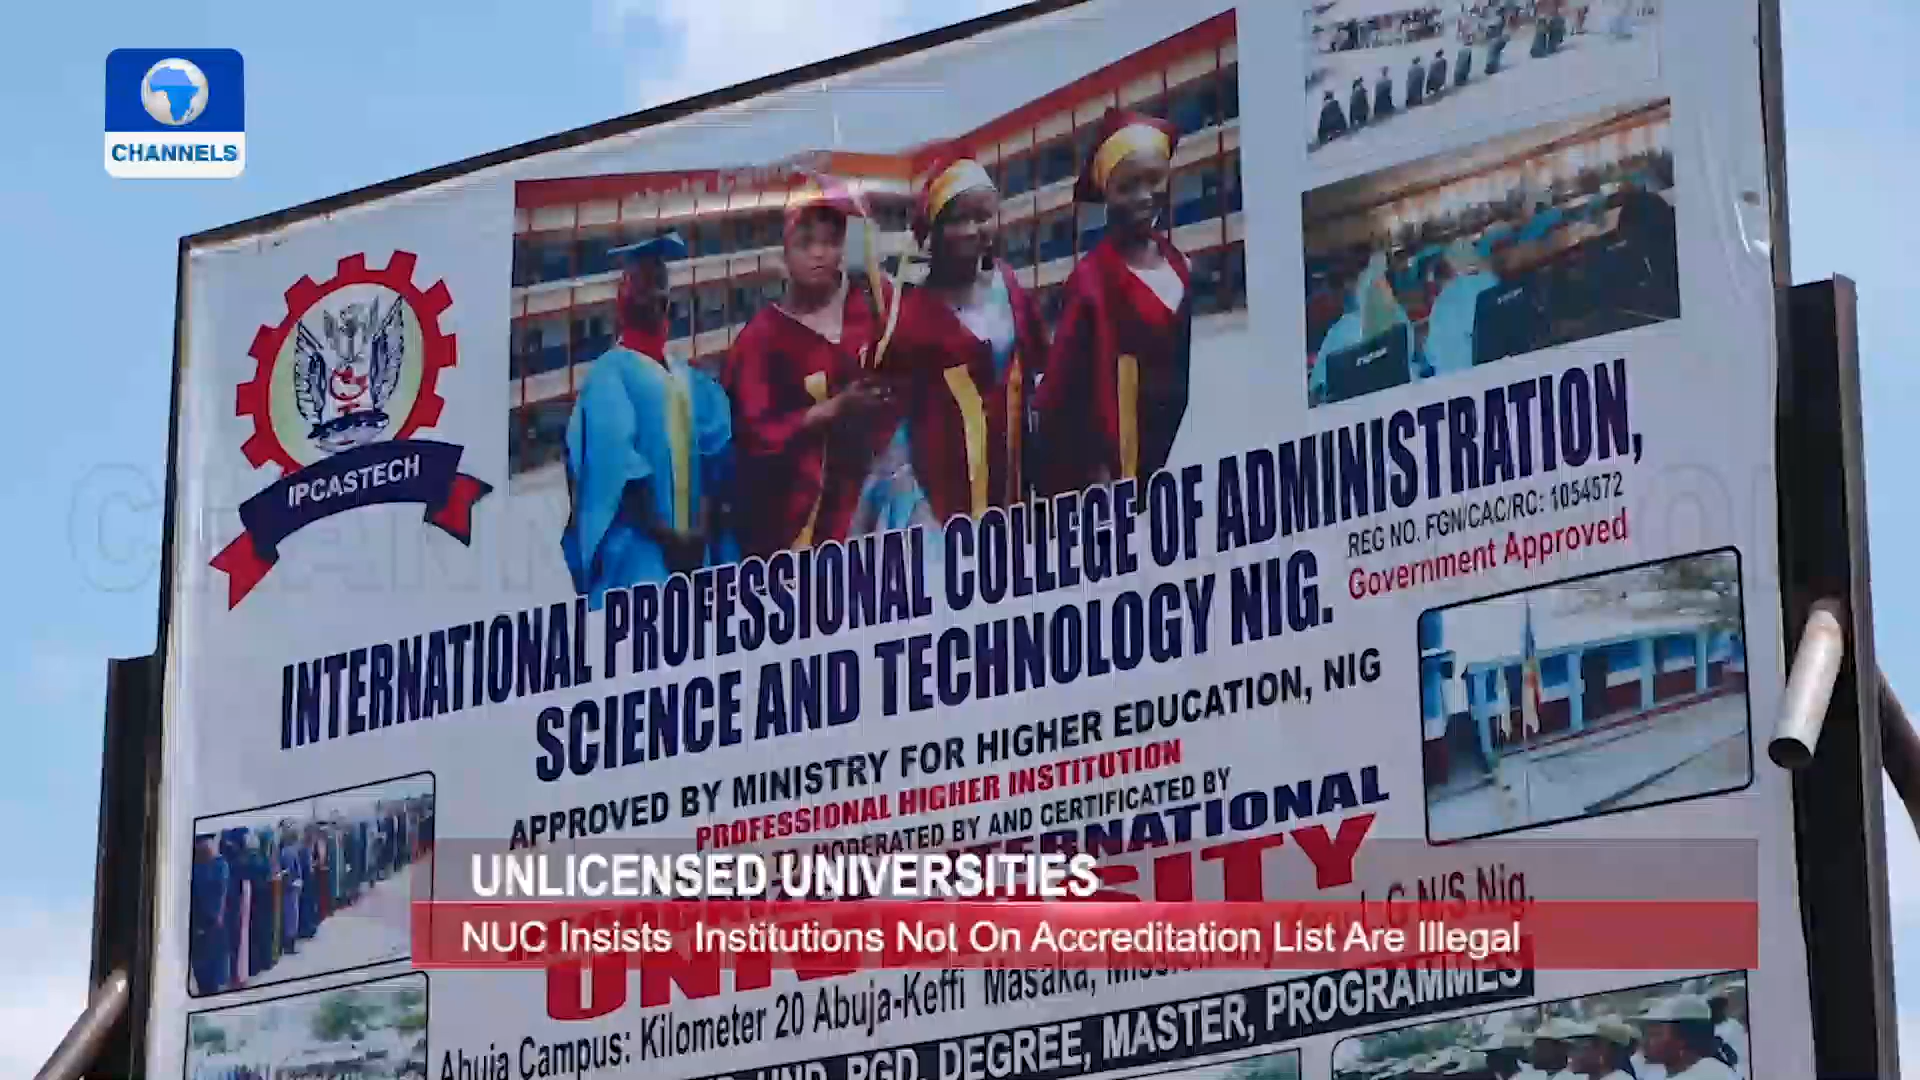 CHANNELS
IPCASTECH
INTERNATIONAL PROFESSIONAL COLLEGE OF ADMINISTRATION,
SCIENCE AND TECHNOLOGY NIG.
REG NO. FGN/CAC/RC: 1054572
Government Approved
APPROVED BY MINISTRY FOR HIGHER EDUCATION, NIG
PROFESSIONAL HIGHER INSTITUTION
MODERATED BY AND CERTIFICATED BY
UNLICENSED UNIVERSITIES
NUC Insists Institutions Not On Accreditation List Are Illegal
Abuja Campus: Kilometer 20 Abuja-Keffi Masaka,
HND, PGD, DEGREE, MASTER, PROGRAMMES